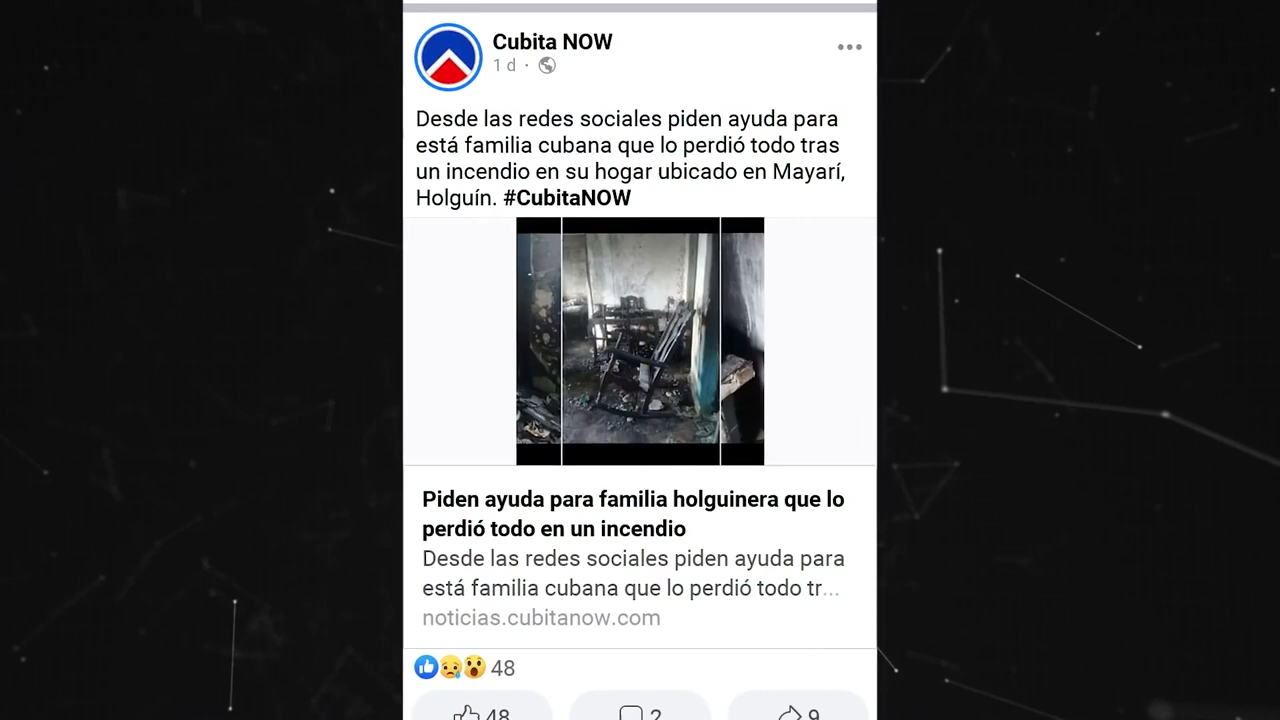 Cubita NOW
1 d ·
Desde las redes sociales piden ayuda para
está familia cubana que lo perdió todo tras
un incendio en su hogar ubicado en Mayarí,
Holguín. #CubitaNOW
Piden ayuda para familia holguinera que lo
perdió todo en un incendio
Desde las redes sociales piden ayuda para
está familia cubana que lo perdió todo tr...
noticias.cubitanow.com
48
48 2 9